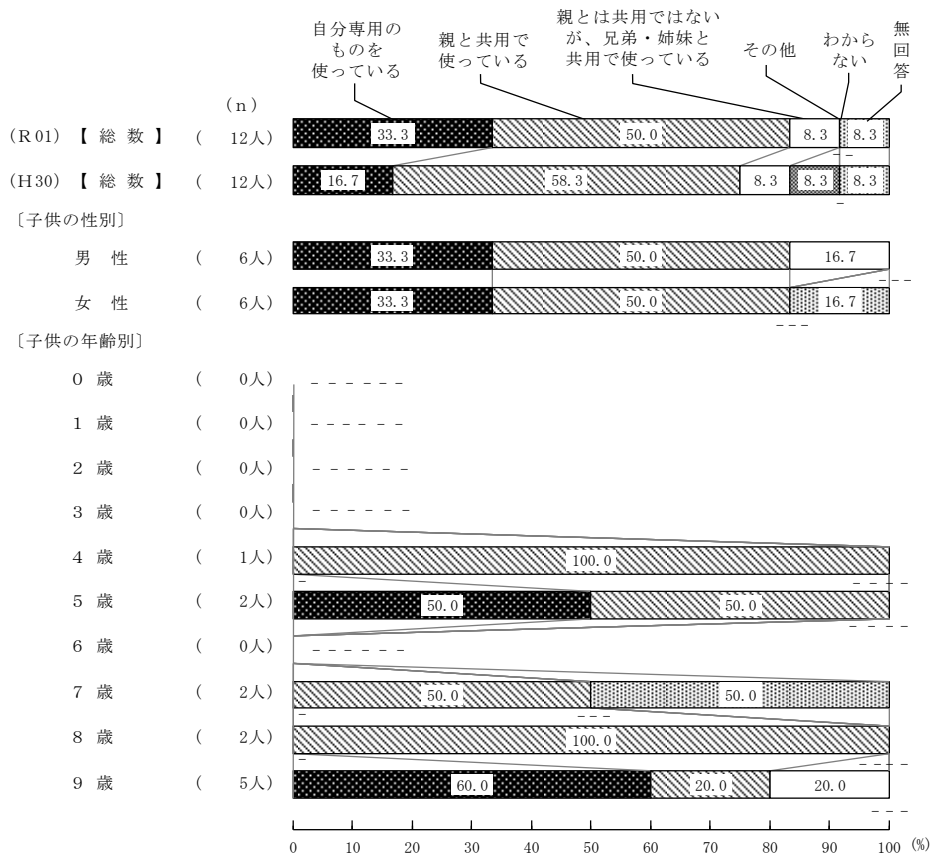 自分専用の
ものを
使っている
親と共用で
使っている
親とは共用ではない
が、兄弟・姉妹と
共用で使っている
その他
わから
ない
無
回
答
(n)
(R01) 【 総 数 】 ( 12人) 33.3 50.0 8.3 8.3
- -
(H30) 【 総 数 】 ( 12人) 16.7 58.3 8.3 8.3 8.3
-
〔子供の性別〕
男 性 ( 6人) 33.3 50.0 16.7
- - -
女 性 ( 6人) 33.3 50.0 16.7
- - -
〔子供の年齢別〕
0 歳 ( 0人) - - - - - -
1 歳 ( 0人) - - - - - -
2 歳 ( 0人) - - - - - -
3 歳 ( 0人) - - - - - -
4 歳 ( 1人) 100.0
- - - - -
5 歳 ( 2人) 50.0 50.0
- - - -
6 歳 ( 0人) - - - - - -
7 歳 ( 2人) 50.0 50.0
- - - -
8 歳 ( 2人) 100.0
- - - - -
9 歳 ( 5人) 60.0 20.0 20.0
- - -
0 10 20 30 40 50 60 70 80 90 100 (%)